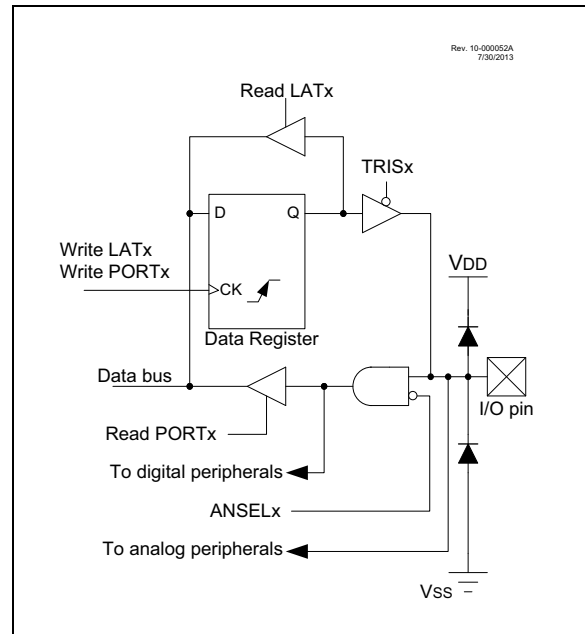 Rev. 10-000052A
7/30/2013
Read LATx
TRISx
D
Q
Write LATx
Write PORTx
CK
VDD
Data Register
Data bus
I/O pin
Read PORTx
To digital peripherals
ANSELx
To analog peripherals
VSS